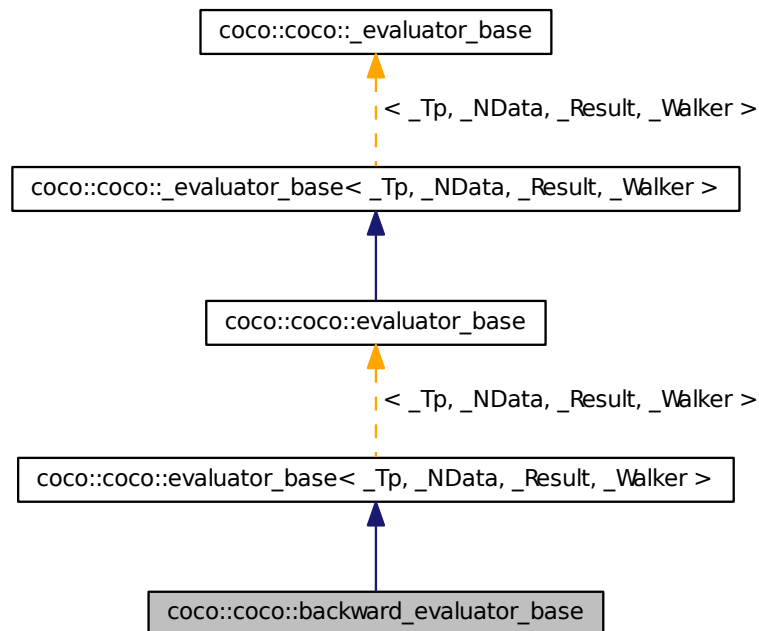 coco::coco::_evaluator_base
< _Tp, _NData, _Result, _Walker >
coco::coco::_evaluator_base< _Tp, _NData, _Result, _Walker >
coco::coco::evaluator_base
< _Tp, _NData, _Result, _Walker >
coco::coco::evaluator_base< _Tp, _NData, _Result, _Walker >
coco::coco::backward_evaluator_base